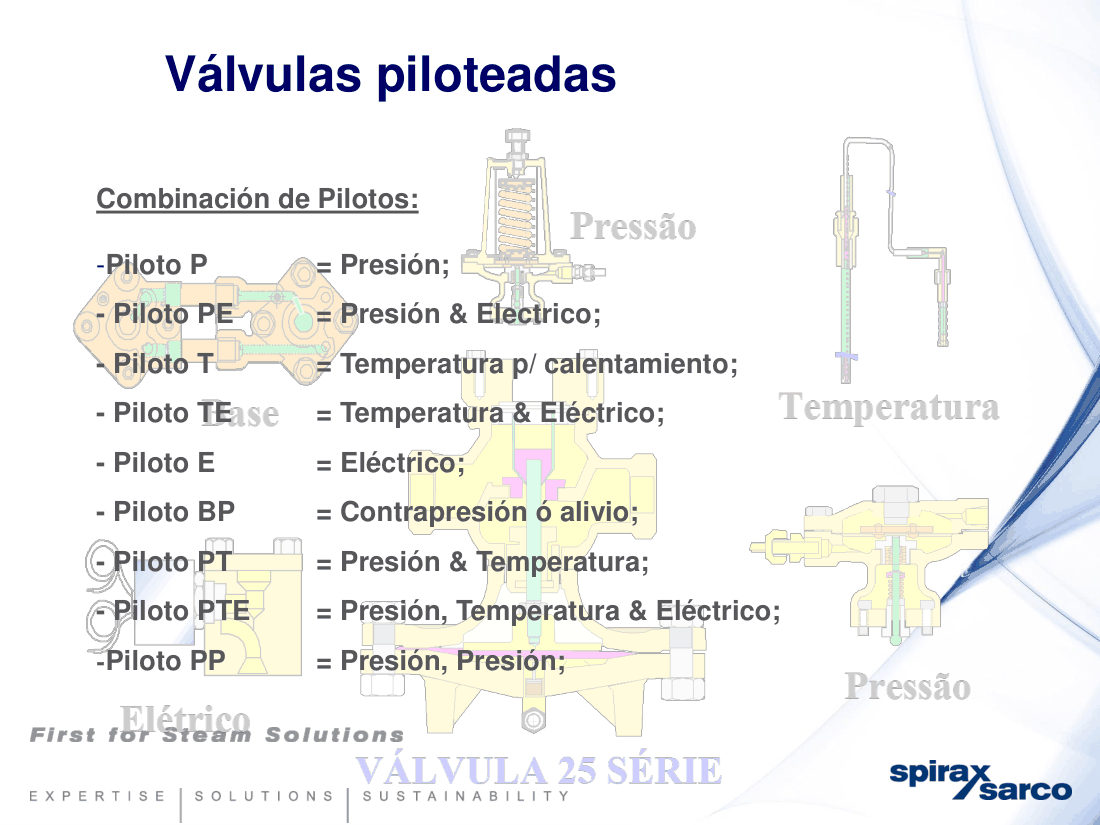 Válvulas piloteadas
Combinación de Pilotos:
Pressão
-Piloto P = Presión;
- Piloto PE = Presión & Electrico;
- Piloto T = Temperatura p/ calentamiento;
Base
Temperatura
- Piloto TE = Temperatura & Eléctrico;
- Piloto E = Eléctrico;
- Piloto BP = Contrapresión ó alivio;
- Piloto PT = Presión & Temperatura;
- Piloto PTE = Presión, Temperatura & Eléctrico;
-Piloto PP = Presión, Presión;
Pressão
Elétrico
First for Steam Solutions
VÁLVULA 25 SÉRIE
EXPERTISE SOLUTIONS SUSTAINABILITY
spirax
sarco